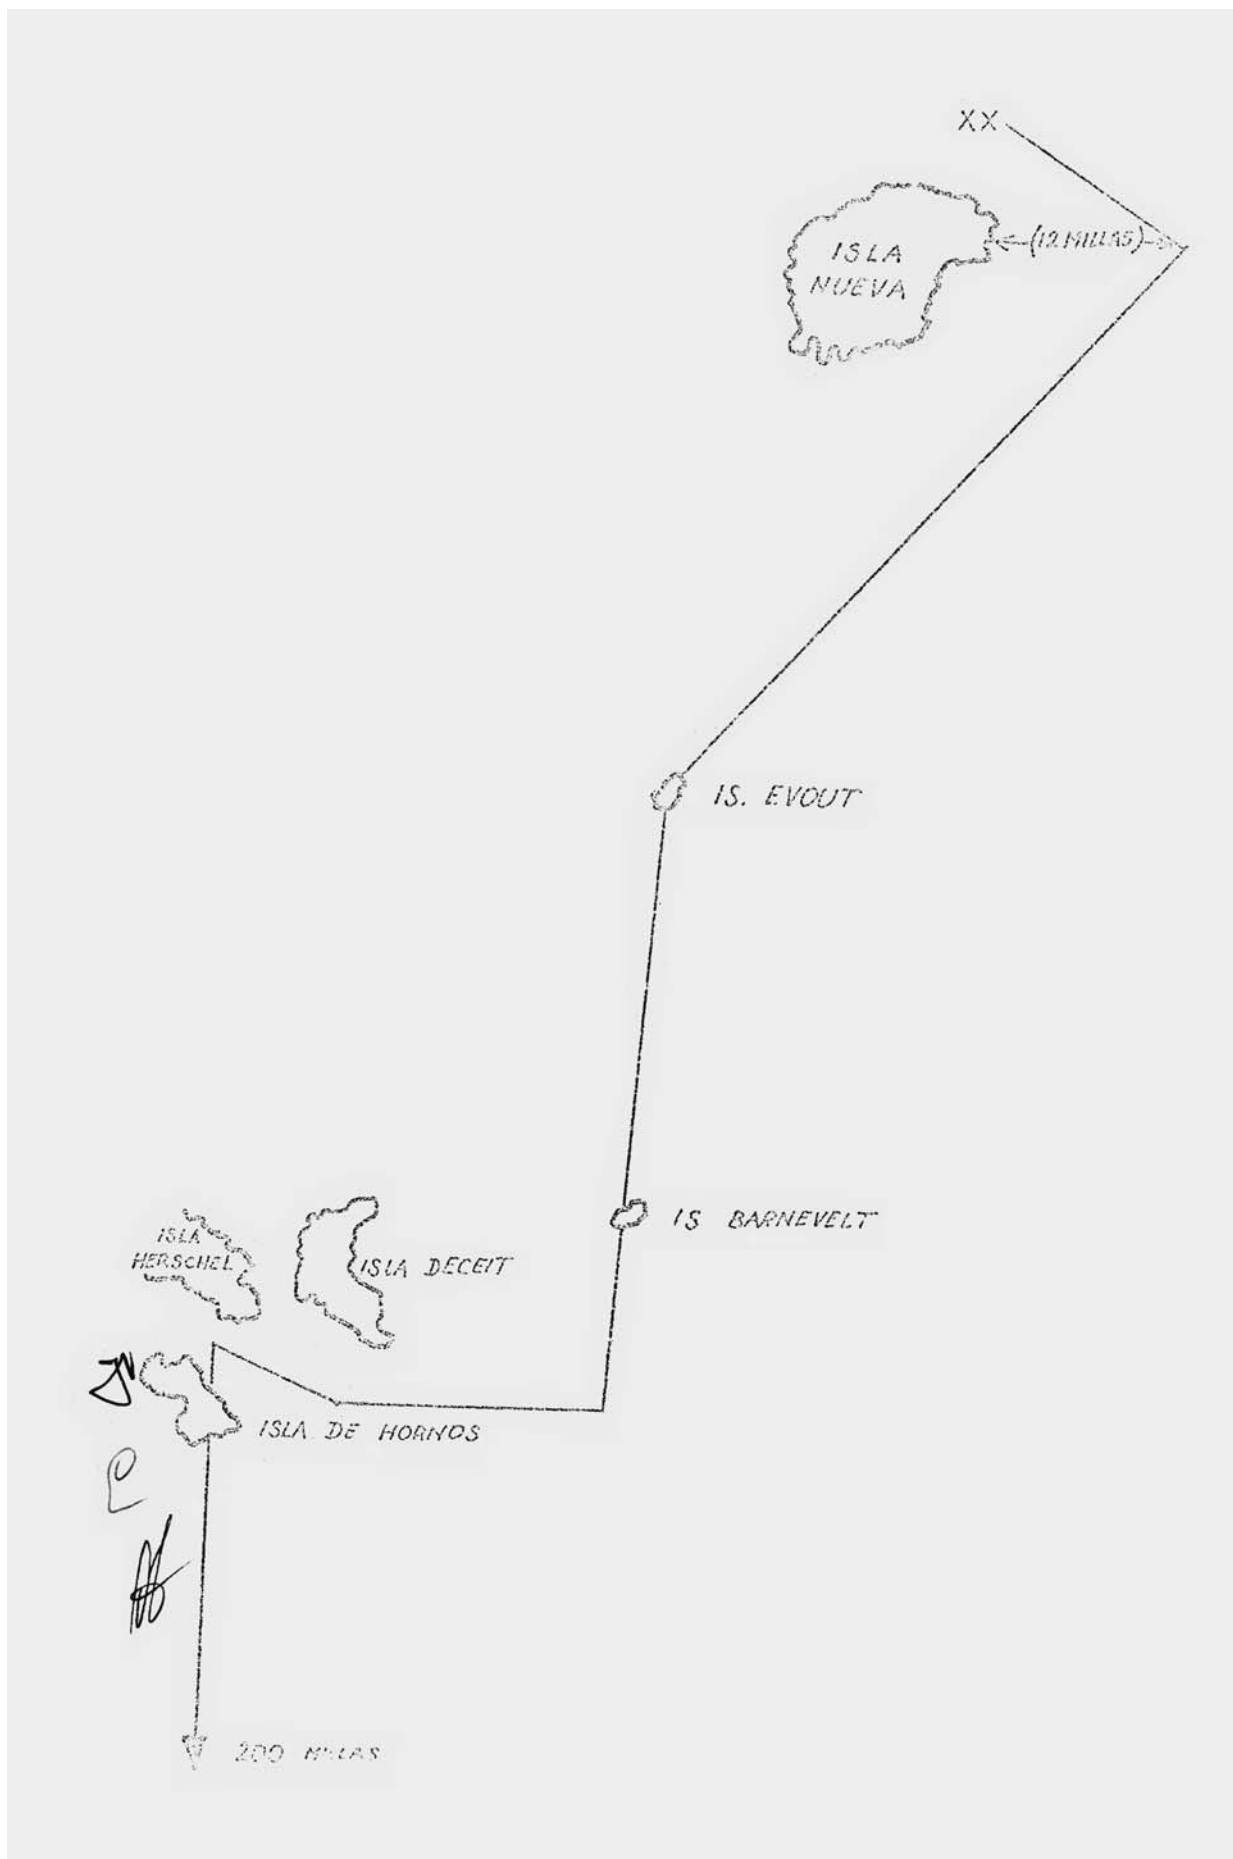 XX
(12 MILLAS)
ISLA
NUEVA
IS. EVOUT
IS BARNEVELT
ISLA
HERSCHEL
ISLA DECEIT
ISLA DE HORNOS
200 MILLAS